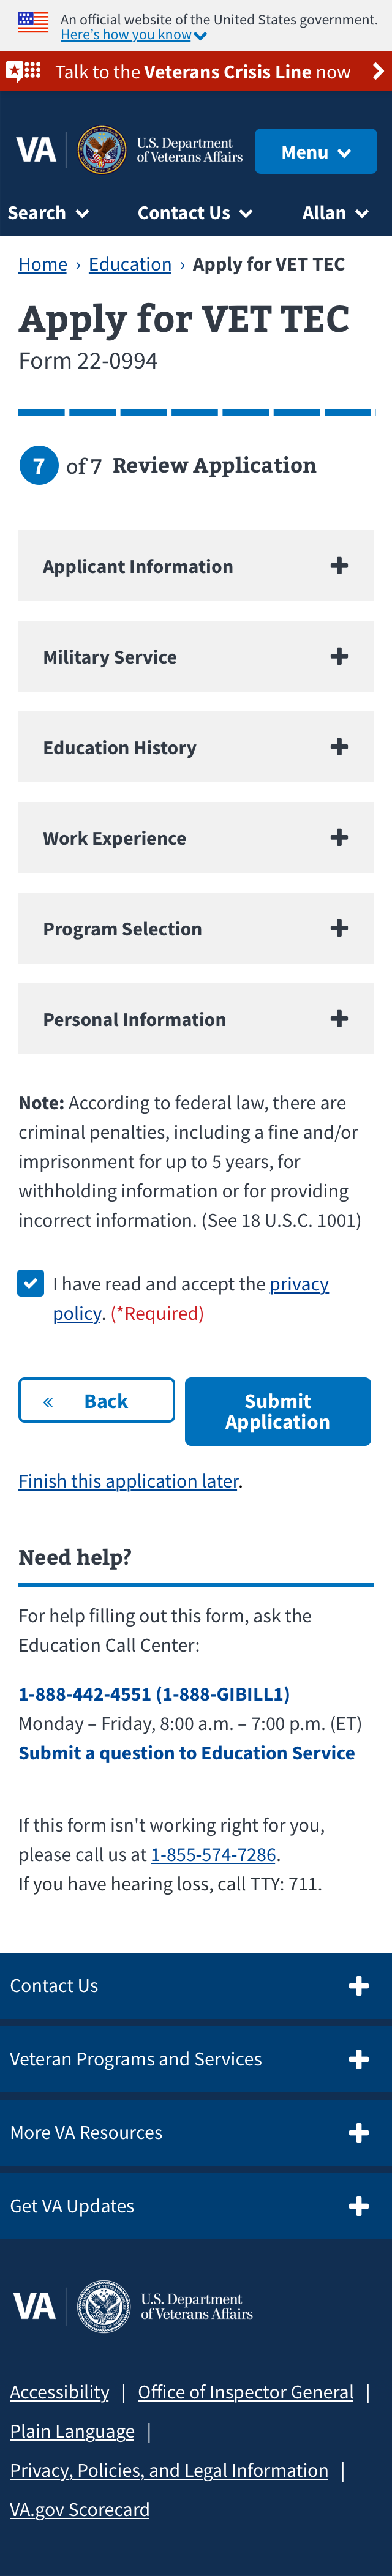 An official website of the United States government.
Here's how you know
Talk to the Veterans Crisis Line now
VA
U.S. Department
of Veterans Affairs
Menu
Search
Contact Us
Allan
Home › Education › Apply for VET TEC
Apply for VET TEC
Form 22-0994
7 of 7 Review Application
Applicant Information
Military Service
Education History
Work Experience
Program Selection
Personal Information
Note: According to federal law, there are
criminal penalties, including a fine and/or
imprisonment for up to 5 years, for
withholding information or for providing
incorrect information. (See 18 U.S.C. 1001)
I have read and accept the privacy
policy. (*Required)
« Back
Submit
Application
Finish this application later.
Need help?
For help filling out this form, ask the
Education Call Center:
1-888-442-4551 (1-888-GIBILL1)
Monday – Friday, 8:00 a.m. – 7:00 p.m. (ET)
Submit a question to Education Service
If this form isn't working right for you,
please call us at 1-855-574-7286.
If you have hearing loss, call TTY: 711.
Contact Us
Veteran Programs and Services
More VA Resources
Get VA Updates
VA
U.S. Department
of Veterans Affairs
Accessibility | Office of Inspector General |
Plain Language |
Privacy, Policies, and Legal Information |
VA.gov Scorecard